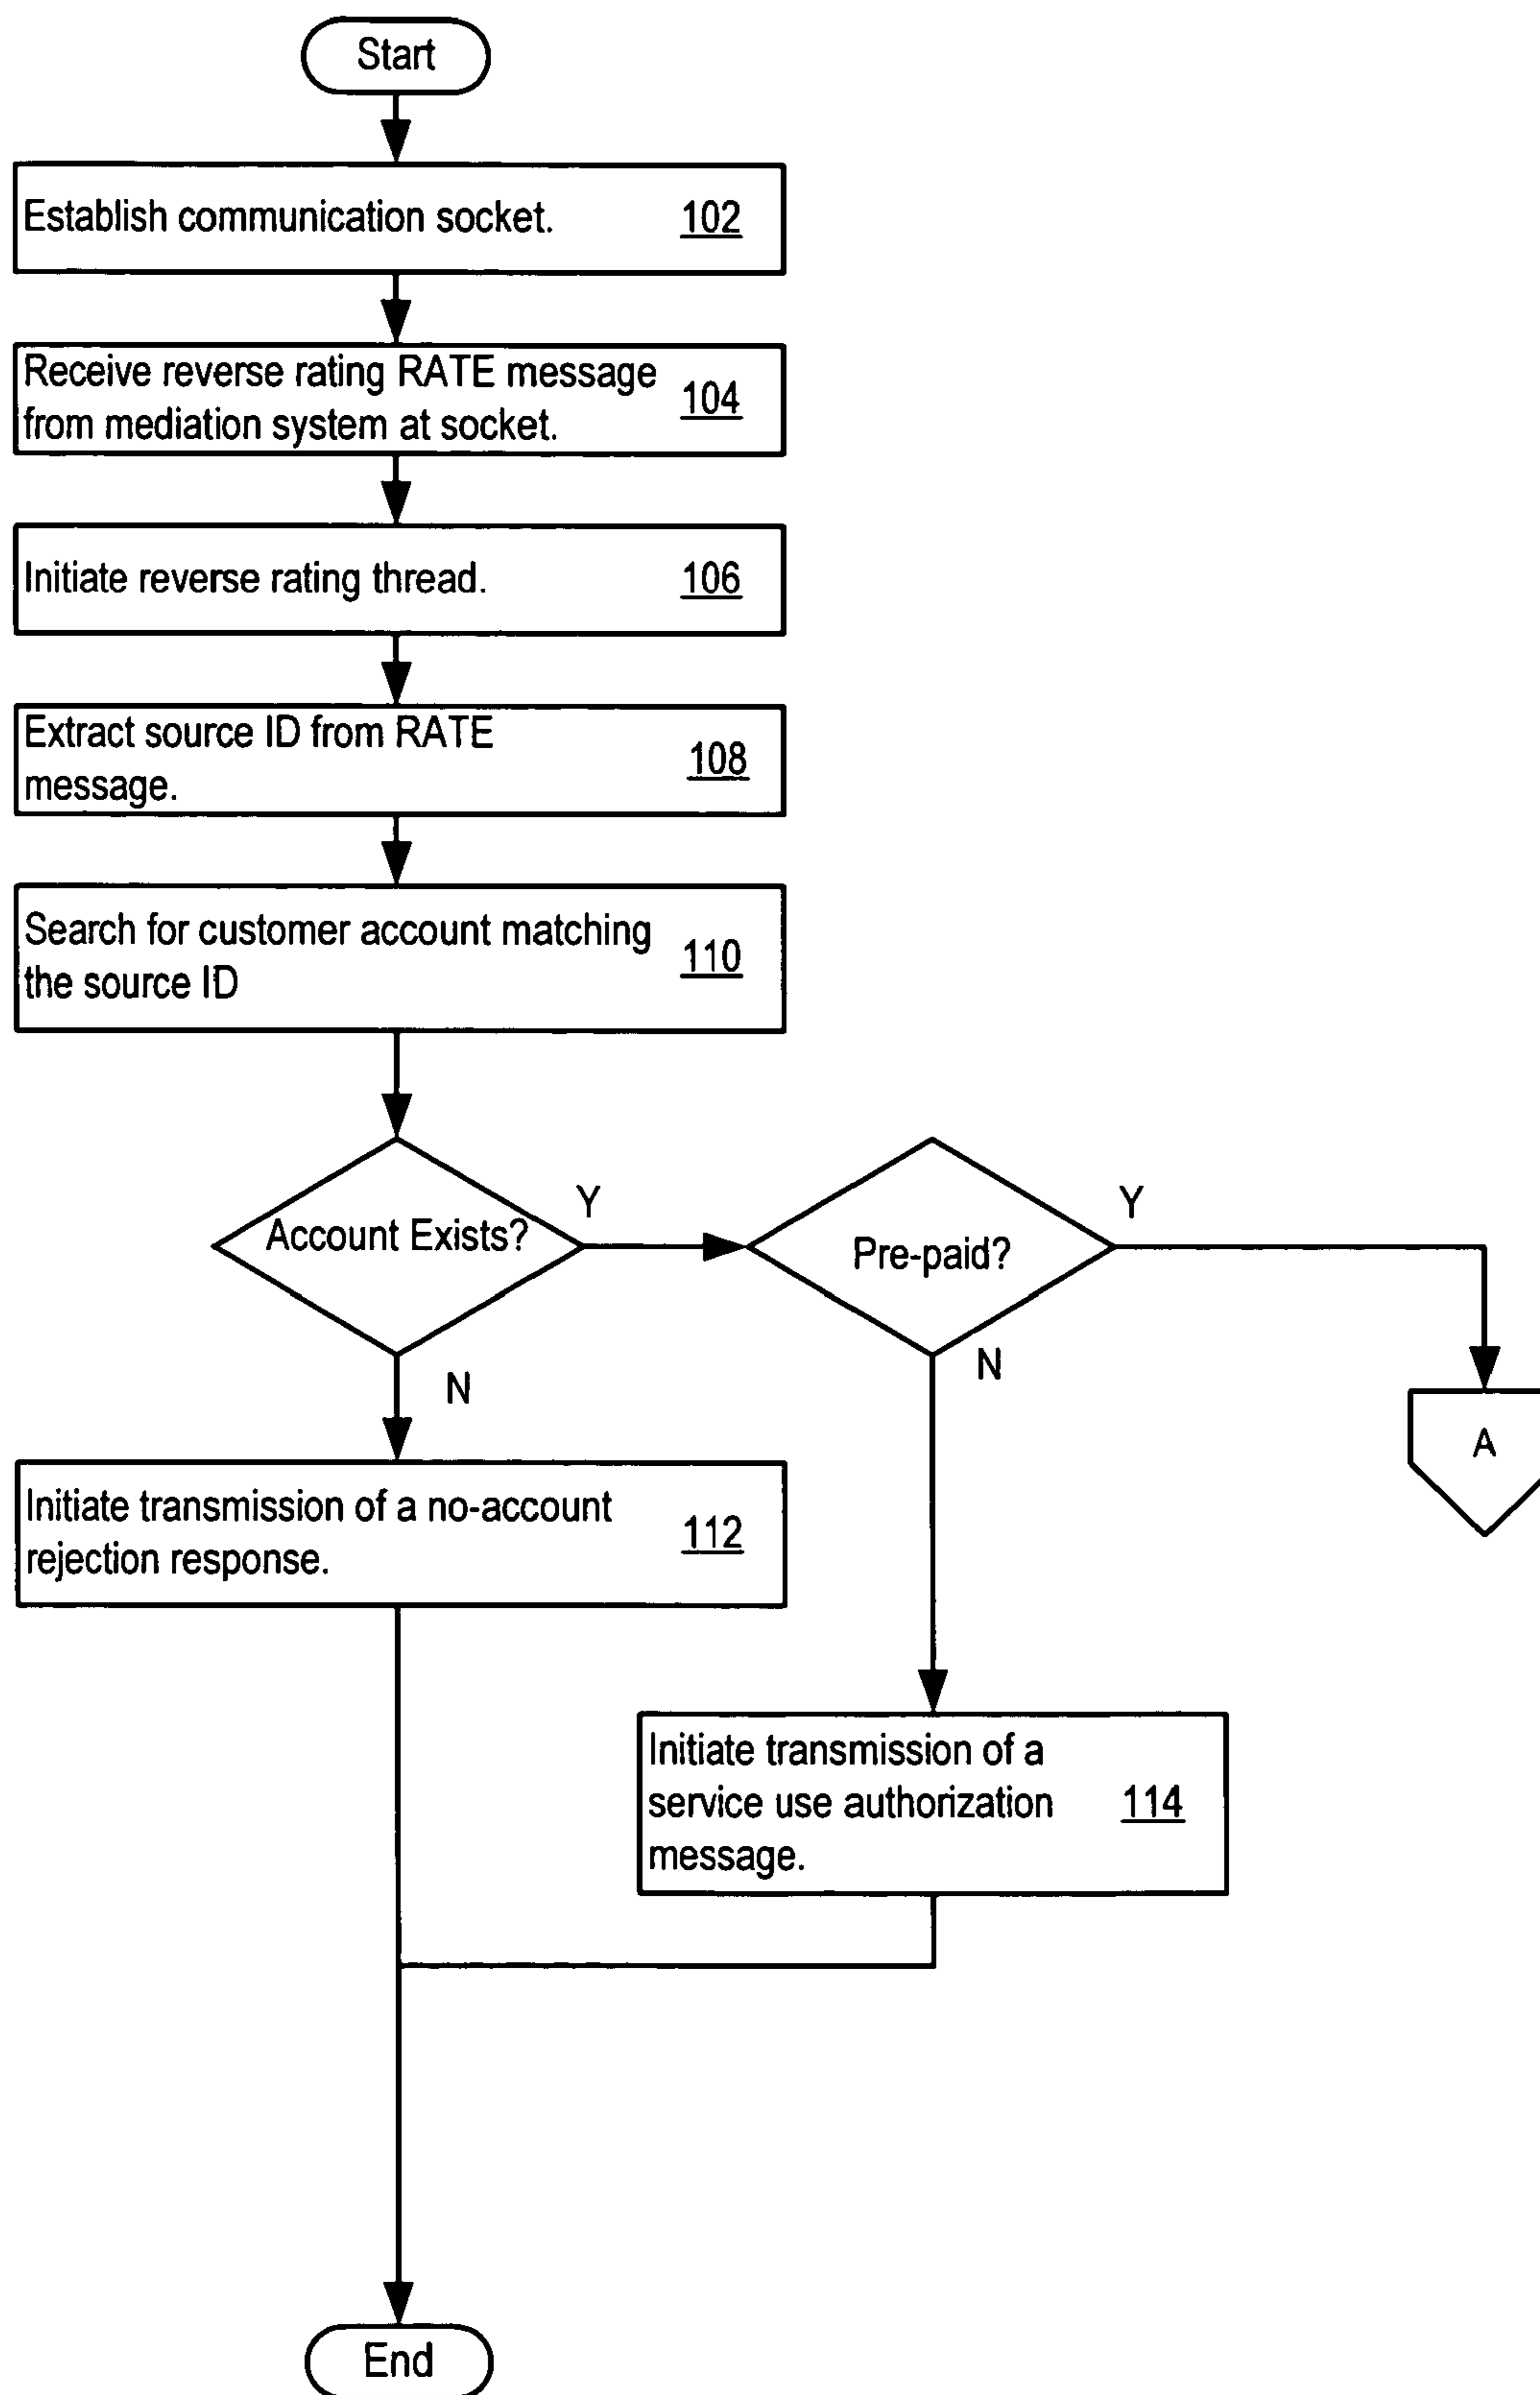 Start
Establish communication socket. 102
Receive reverse rating RATE message
from mediation system at socket.
104
Initiate reverse rating thread. 106
Extract source ID from RATE
message.
108
Search for customer account matching
the source ID
110
Account Exists?
Y
Pre-paid?
Y
N
N
A
Initiate transmission of a no-account
rejection response.
112
Initiate transmission of a
service use authorization
message.
114
End